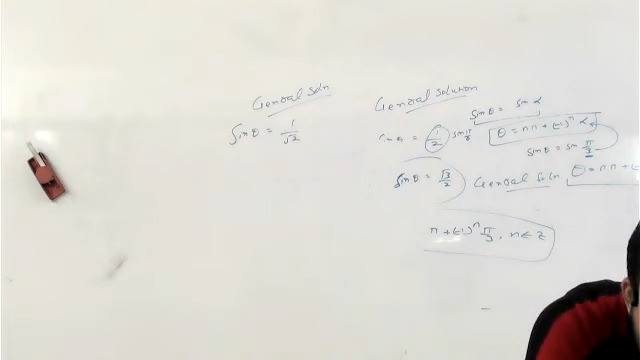 General Soln
sin θ = 1/√2
General Solution
sin θ = sin α
sin θ = 1/2 sin π/6
θ = nπ + (-1)ⁿ α
sin θ = sin π/3
sin θ = √3/2
General Soln θ = nπ + (-
π + (-1)ⁿ π/3, n ∈ Z